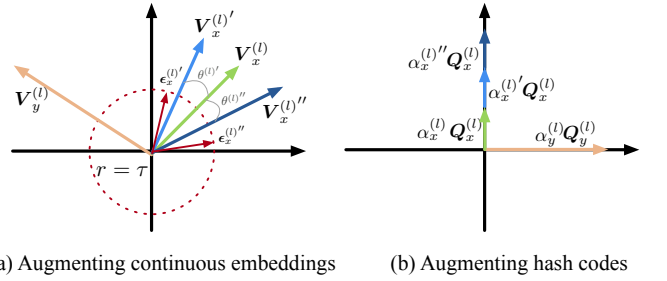 V_x^{(l)'}
V_x^{(l)}
V_x^{(l)''}
V_y^{(l)}
ϵ_x^{(l)'}
θ^{(l)'}
θ^{(l)''}
ϵ_x^{(l)''}
r = τ
α_x^{(l)''} Q_x^{(l)}
α_x^{(l)'} Q_x^{(l)}
α_x^{(l)} Q_x^{(l)}
α_y^{(l)} Q_y^{(l)}
a) Augmenting continuous embeddings
(b) Augmenting hash codes